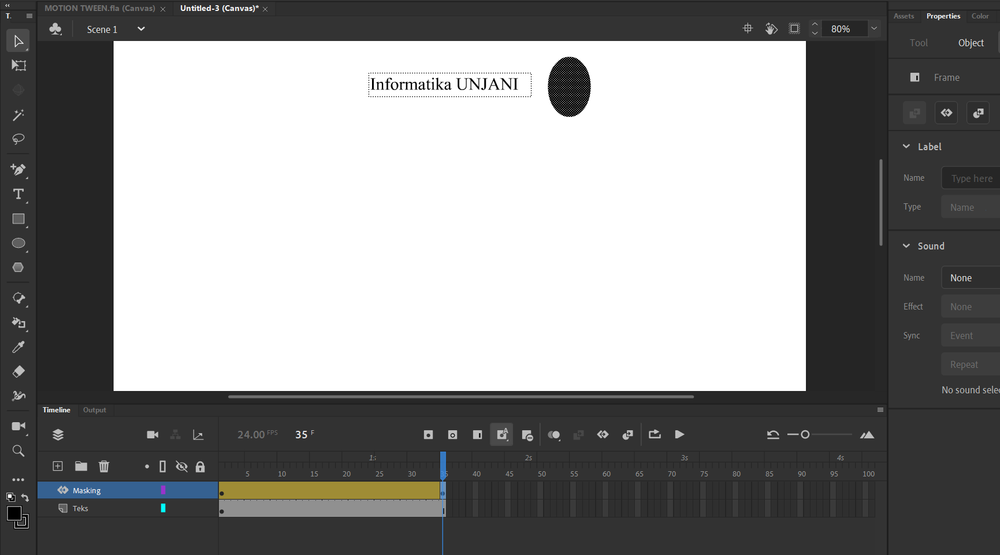 MOTION TWEEN.fla (Canvas)
Untitled-3 (Canvas)*
Scene 1
80%
Informatika UNJANI
Assets Properties Color
Tool Object
Frame
Label
Name Type here
Type Name
Sound
Name None
Effect None
Sync Event
Repeat
No sound selec
Timeline Output
24.00 FPS 35 F
1s 2s 3s 4s
5 10 15 20 25 30 35 40 45 50 55 60 65 70 75 80 85 90 95 100
Masking
Teks